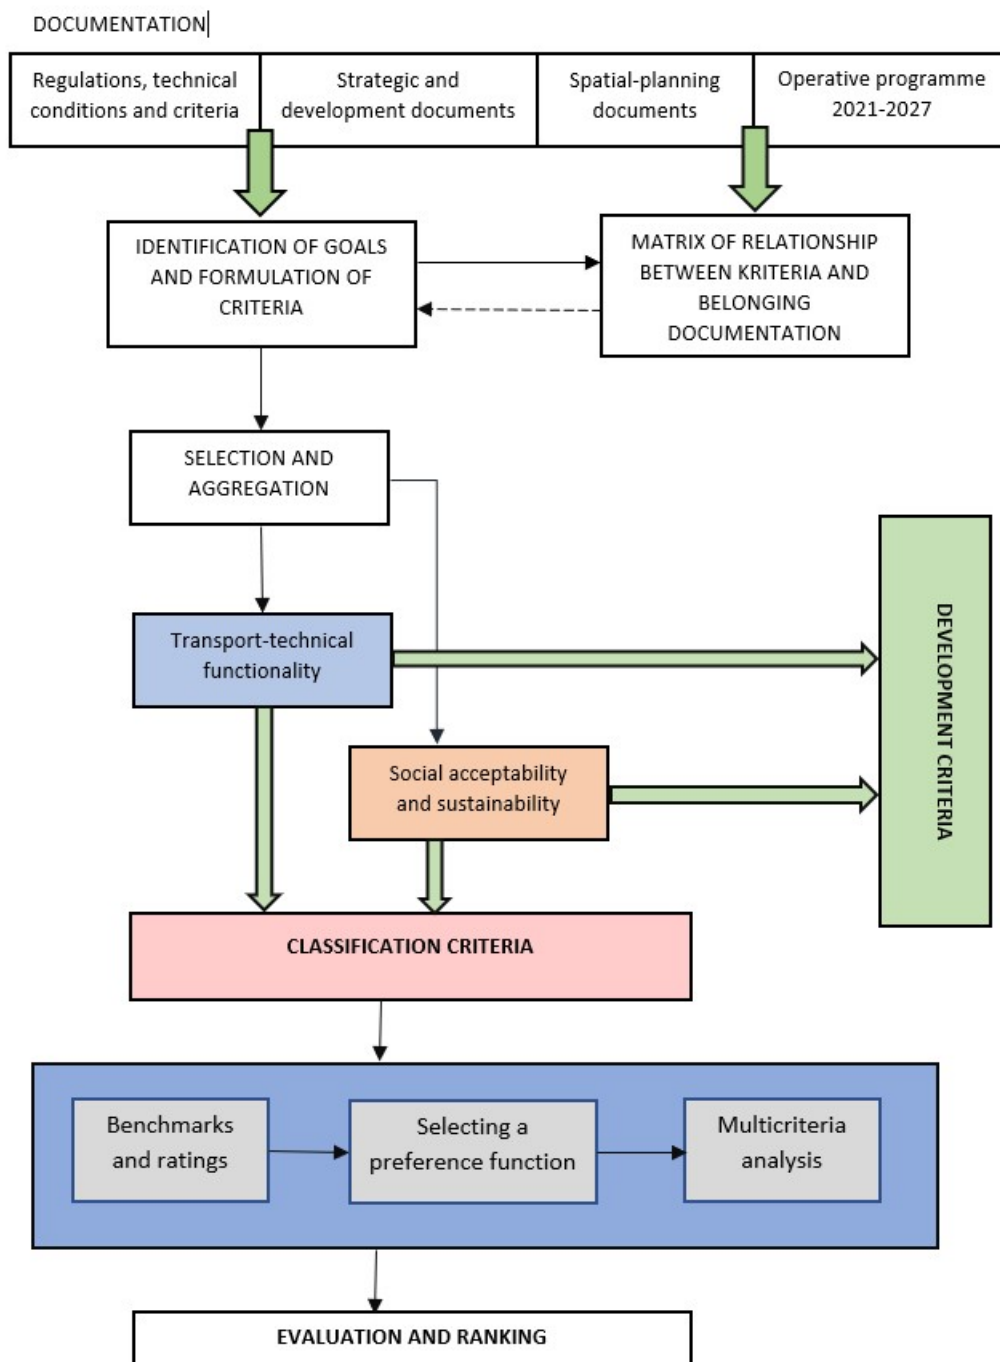 DOCUMENTATION
Regulations, technical
conditions and criteria
Strategic and
development documents
Spatial-planning
documents
Operative programme
2021-2027
IDENTIFICATION OF GOALS
AND FORMULATION OF
CRITERIA
MATRIX OF RELATIONSHIP
BETWEEN KRITERIA AND
BELONGING
DOCUMENTATION
SELECTION AND
AGGREGATION
Transport-technical
functionality
Social acceptability
and sustainability
DEVELOPMENT CRITERIA
CLASSIFICATION CRITERIA
Benchmarks
and ratings
Selecting a
preference function
Multicriteria
analysis
EVALUATION AND RANKING